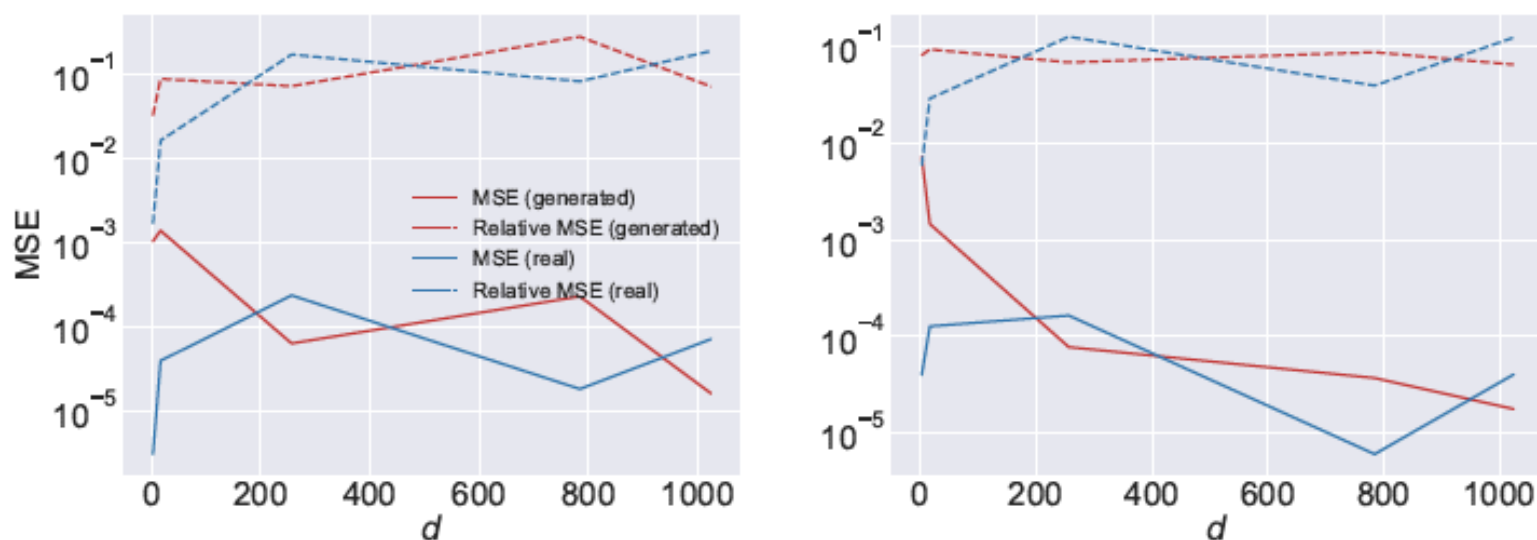 MSE
10⁻¹
10⁻²
10⁻³
10⁻⁴
10⁻⁵
MSE (generated)
Relative MSE (generated)
MSE (real)
Relative MSE (real)
0 200 400 600 800 1000
d
10⁻¹
10⁻²
10⁻³
10⁻⁴
10⁻⁵
0 200 400 600 800 1000
d